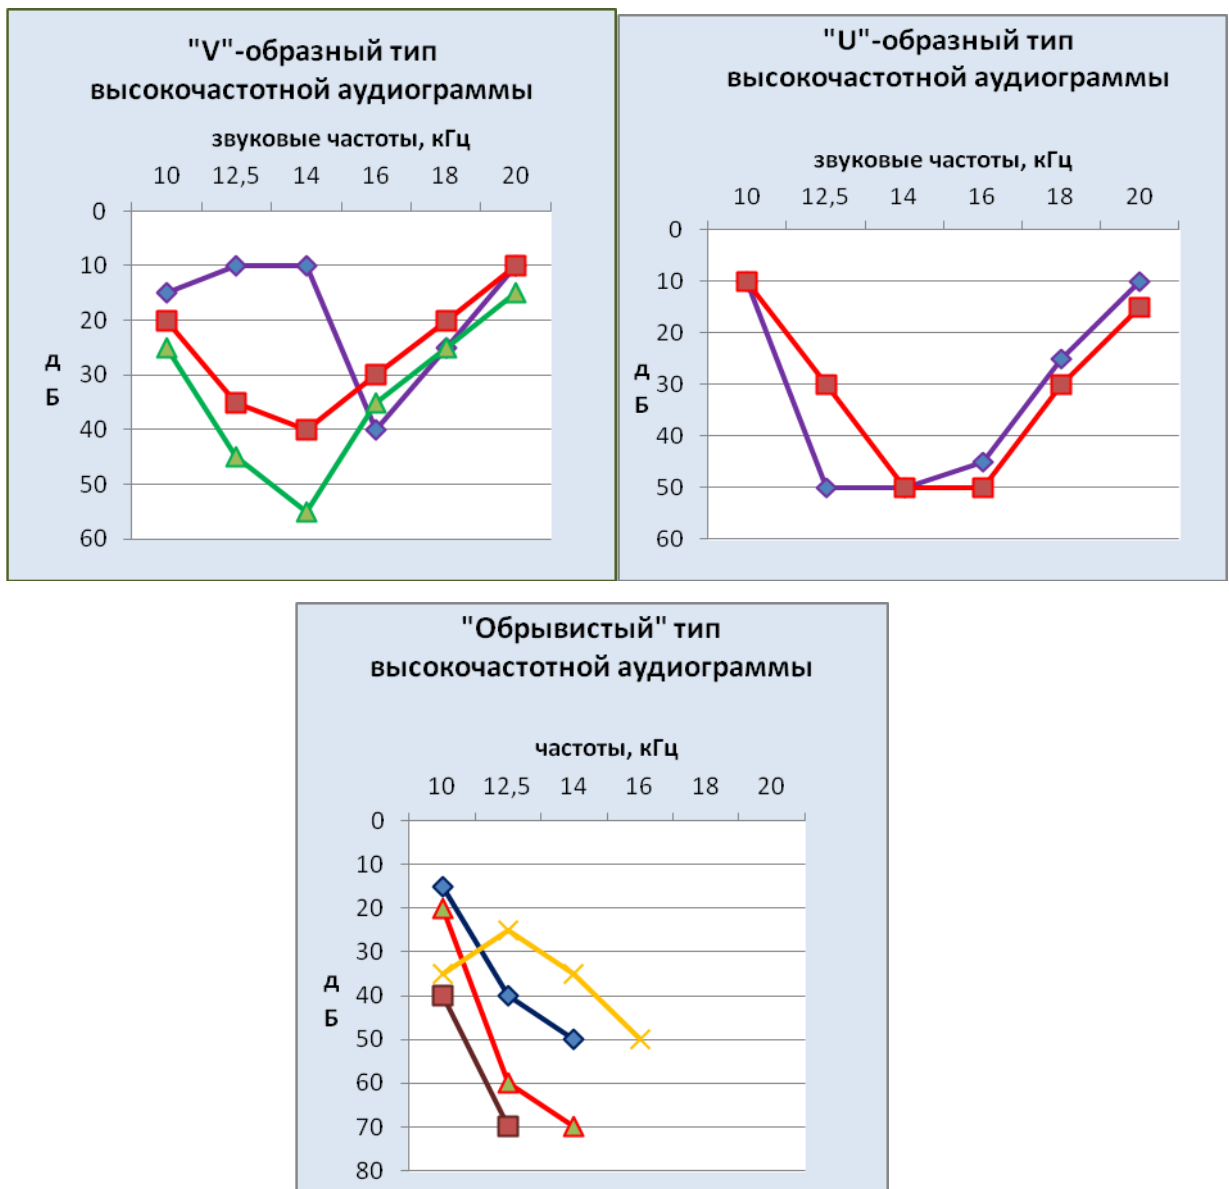 "V"-образный тип
высокочастотной аудиограммы
звуковые частоты, кГц
10 12,5 14 16 18 20
0
10
20
30
40
50
60
д
Б
"U"-образный тип
высокочастотной аудиограммы
звуковые частоты, кГц
10 12,5 14 16 18 20
0
10
20
30
40
50
60
д
Б
"Обрывистый" тип
высокочастотной аудиограммы
частоты, кГц
10 12,5 14 16 18 20
0
10
20
30
40
50
60
70
80
д
Б